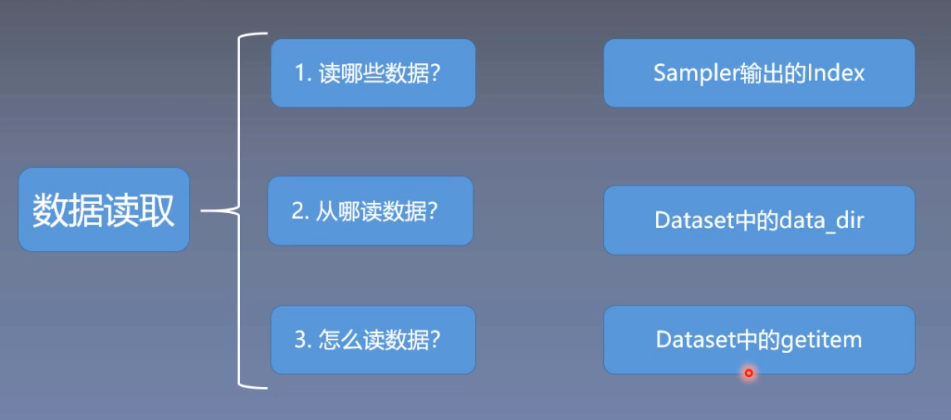 数据读取
1. 读哪些数据？
Sampler输出的Index
2. 从哪读数据？
Dataset中的data_dir
3. 怎么读数据？
Dataset中的getitem